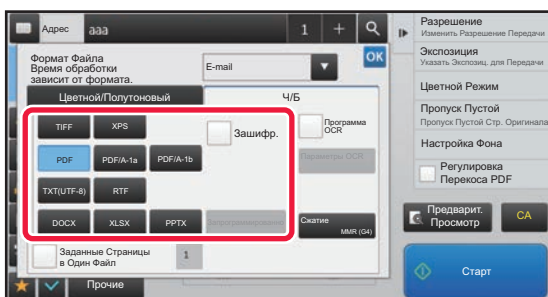 Адрес aaa 1 +
Формат Файла
Время обработки
зависит от формата.
E-mail
OK
Цветной/Полутоновый Ч/Б
TIFF XPS Зашифр. Программа
OCR
PDF PDF/A-1a PDF/A-1b Параметры OCR
TXT(UTF-8) RTF
DOCX XLSX PPTX Сжатие
MMR (G4)
Заданные Страницы
в Один Файл 1
Прочие
Разрешение
Изменить Разрешение Передачи
Экспозиция
Указать Экспозиц. для Передачи
Цветной Режим
Пропуск Пустой
Пропуск Пустой Стр. Оригинала
Настройка Фона
Регулировка
Перекоса PDF
Предварит.
Просмотр CA
Старт